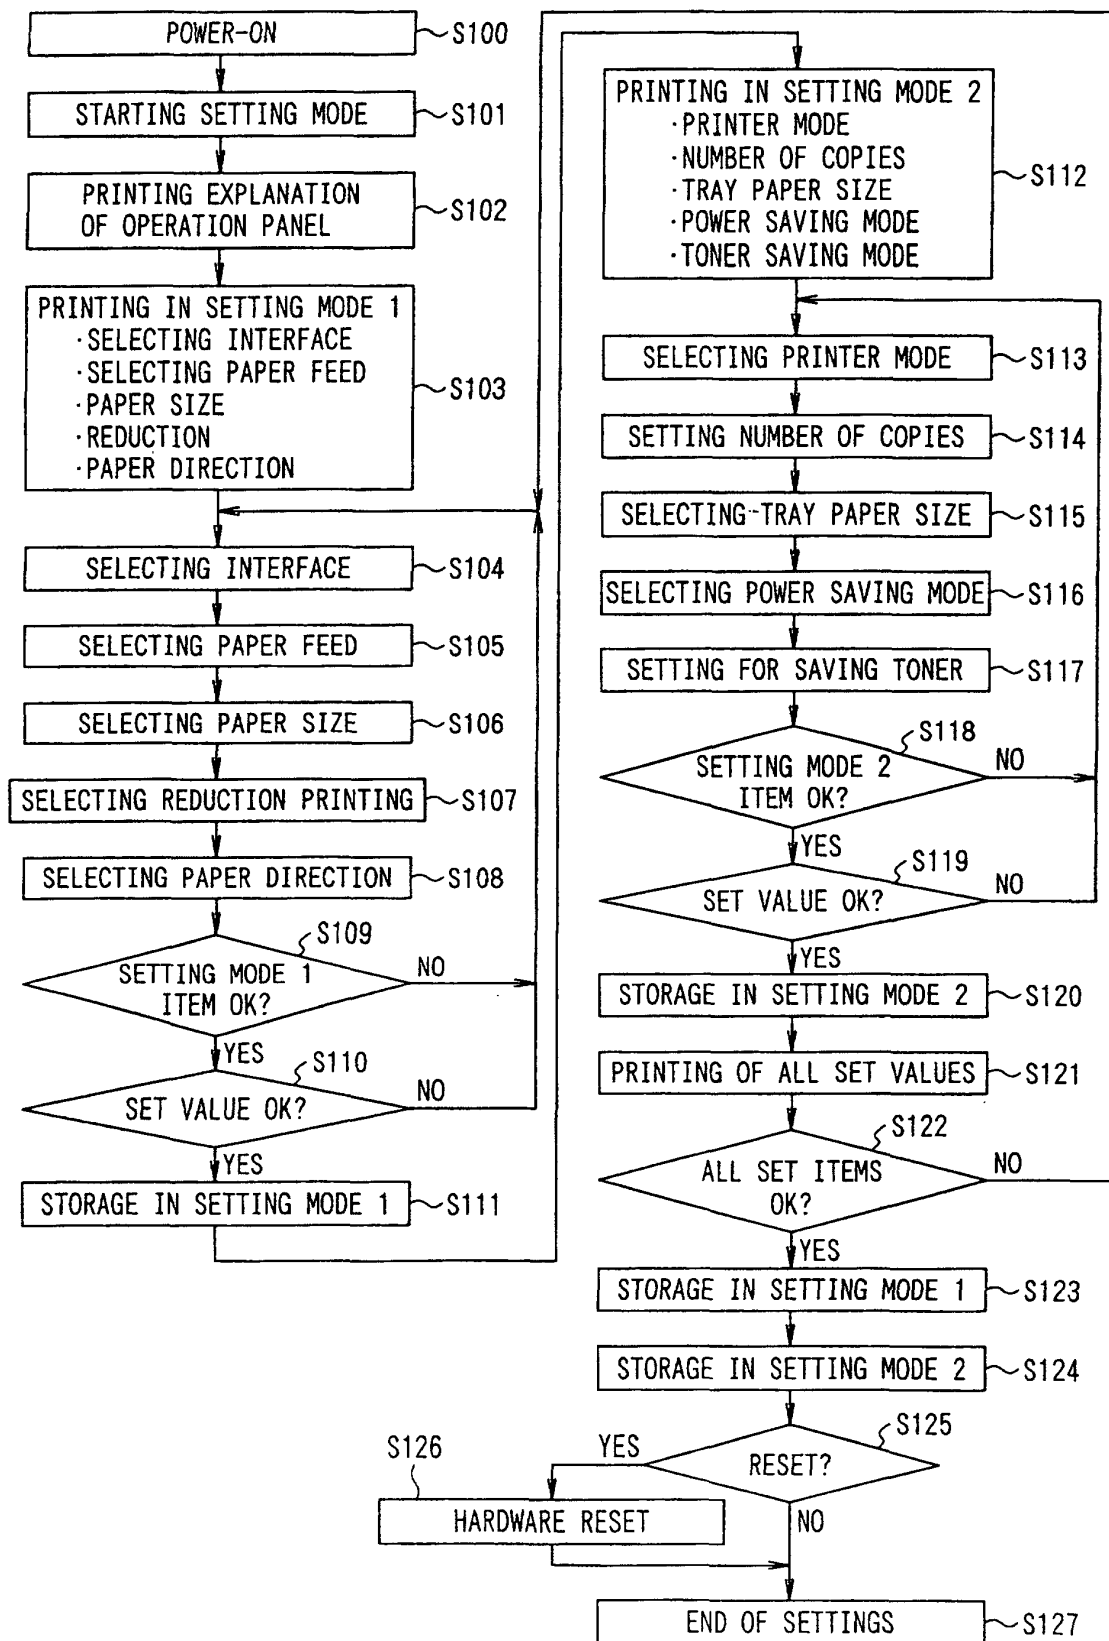 POWER-ON
S100
STARTING SETTING MODE
S101
PRINTING EXPLANATION
OF OPERATION PANEL
S102
PRINTING IN SETTING MODE 1
·SELECTING INTERFACE
·SELECTING PAPER FEED
·PAPER SIZE
·REDUCTION
·PAPER DIRECTION
S103
SELECTING INTERFACE
S104
SELECTING PAPER FEED
S105
SELECTING PAPER SIZE
S106
SELECTING REDUCTION PRINTING
S107
SELECTING PAPER DIRECTION
S108
S109
SETTING MODE 1
ITEM OK?
NO
YES
S110
SET VALUE OK?
NO
YES
STORAGE IN SETTING MODE 1
S111
PRINTING IN SETTING MODE 2
·PRINTER MODE
·NUMBER OF COPIES
·TRAY PAPER SIZE
·POWER SAVING MODE
·TONER SAVING MODE
S112
SELECTING PRINTER MODE
S113
SETTING NUMBER OF COPIES
S114
SELECTING TRAY PAPER SIZE
S115
SELECTING POWER SAVING MODE
S116
SETTING FOR SAVING TONER
S117
S118
SETTING MODE 2
ITEM OK?
NO
YES
S119
SET VALUE OK?
NO
YES
STORAGE IN SETTING MODE 2
S120
PRINTING OF ALL SET VALUES
S121
S122
ALL SET ITEMS
OK?
NO
YES
STORAGE IN SETTING MODE 1
S123
STORAGE IN SETTING MODE 2
S124
S125
RESET?
YES
NO
S126
HARDWARE RESET
END OF SETTINGS
S127